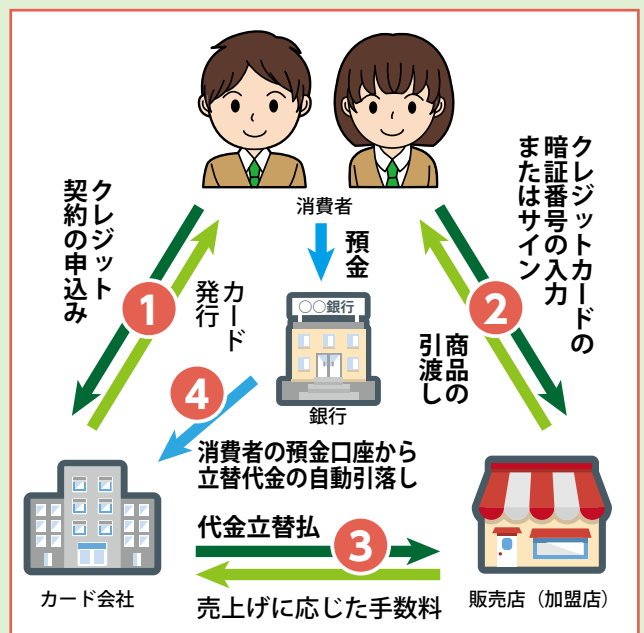 消費者
クレジット
契約の申込み
1
カード
発行
預金
○○銀行
銀行
クレジットカードの
暗証番号の入力
またはサイン
2
商品の
引渡し
4
消費者の預金口座から
立替代金の自動引落し
代金立替払
3
売上げに応じた手数料
カード会社
販売店（加盟店）